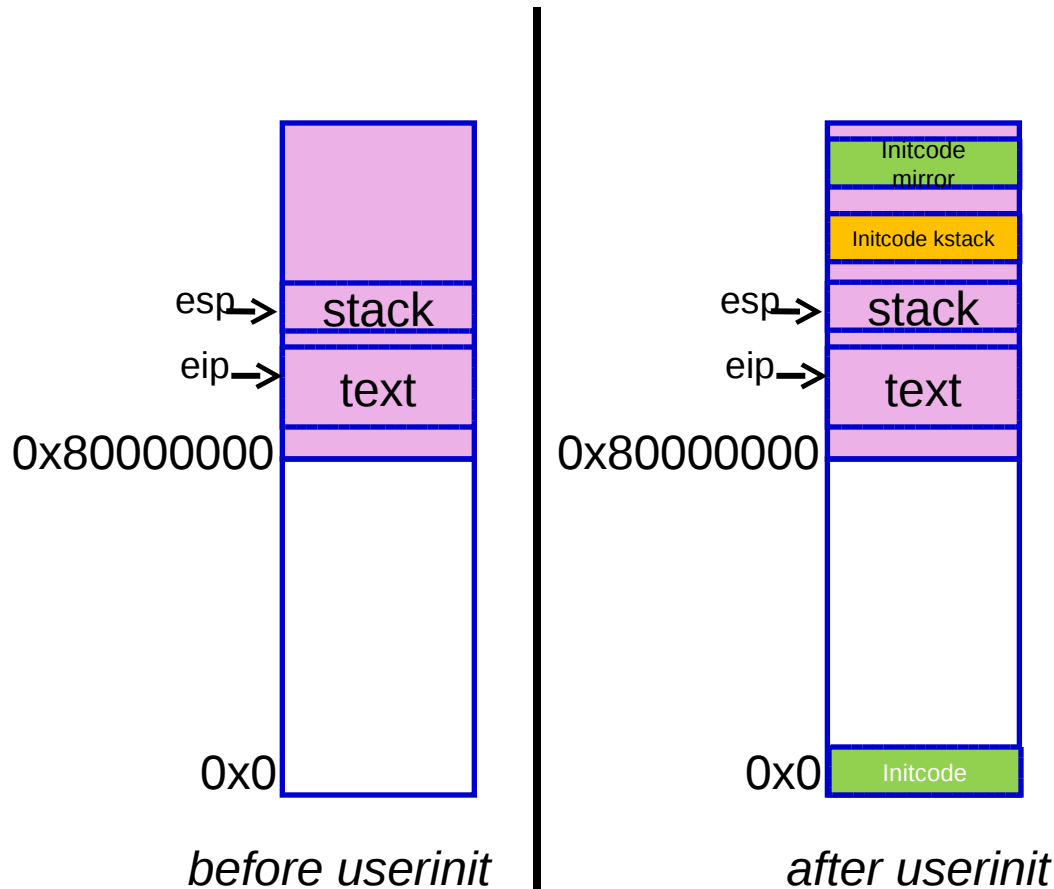 esp
stack
eip
text
0x80000000
0x0
before userinit
Initcode
mirror
Initcode kstack
esp
stack
eip
text
0x80000000
0x0
Initcode
after userinit